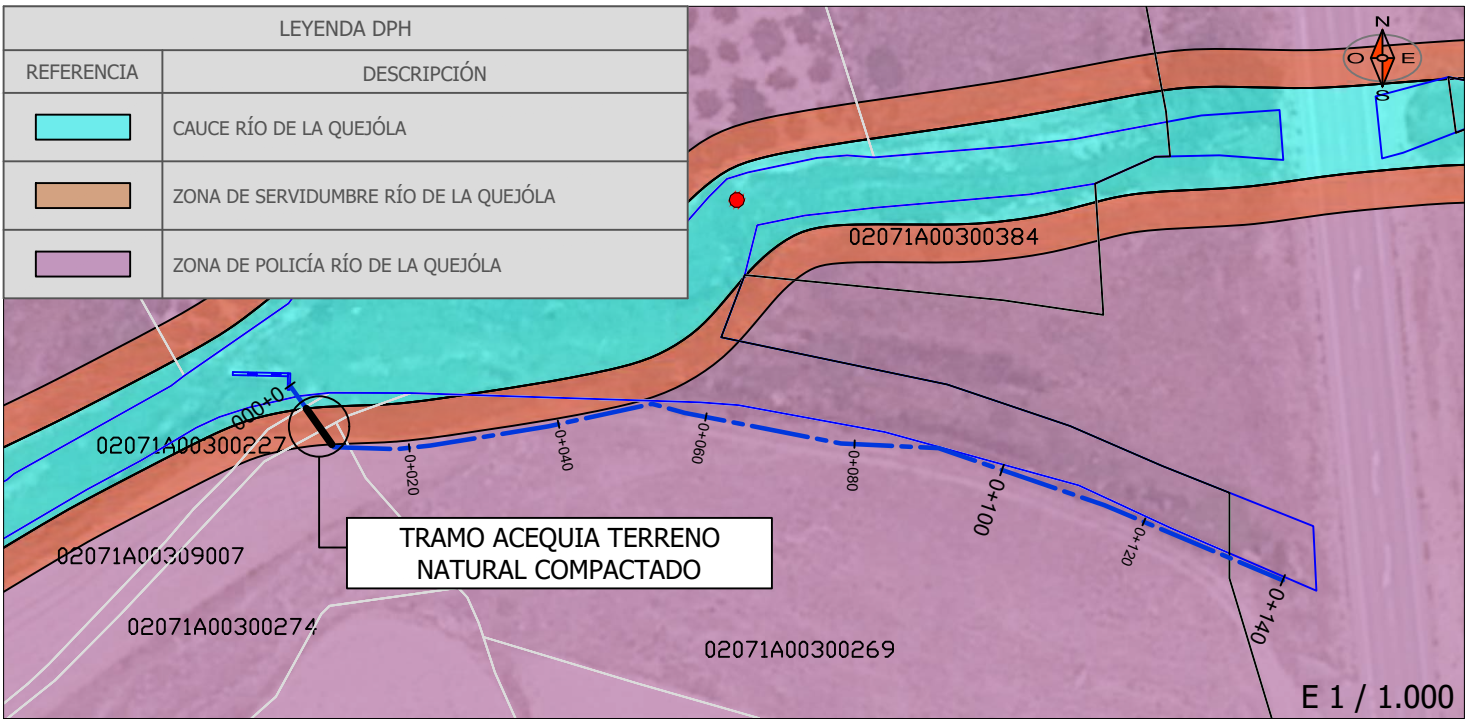 LEYENDA DPH
REFERENCIA DESCRIPCIÓN
CAUCE RÍO DE LA QUEJÓLA
ZONA DE SERVIDUMBRE RÍO DE LA QUEJÓLA
ZONA DE POLICÍA RÍO DE LA QUEJÓLA
N
O E
S
02071A00300384
0+000
02071A00300227
0+020
0+040
0+060
0+080
0+100
0+120
0+140
TRAMO ACEQUIA TERRENO
NATURAL COMPACTADO
02071A00309007
02071A00300274
02071A00300269
E 1 / 1.000